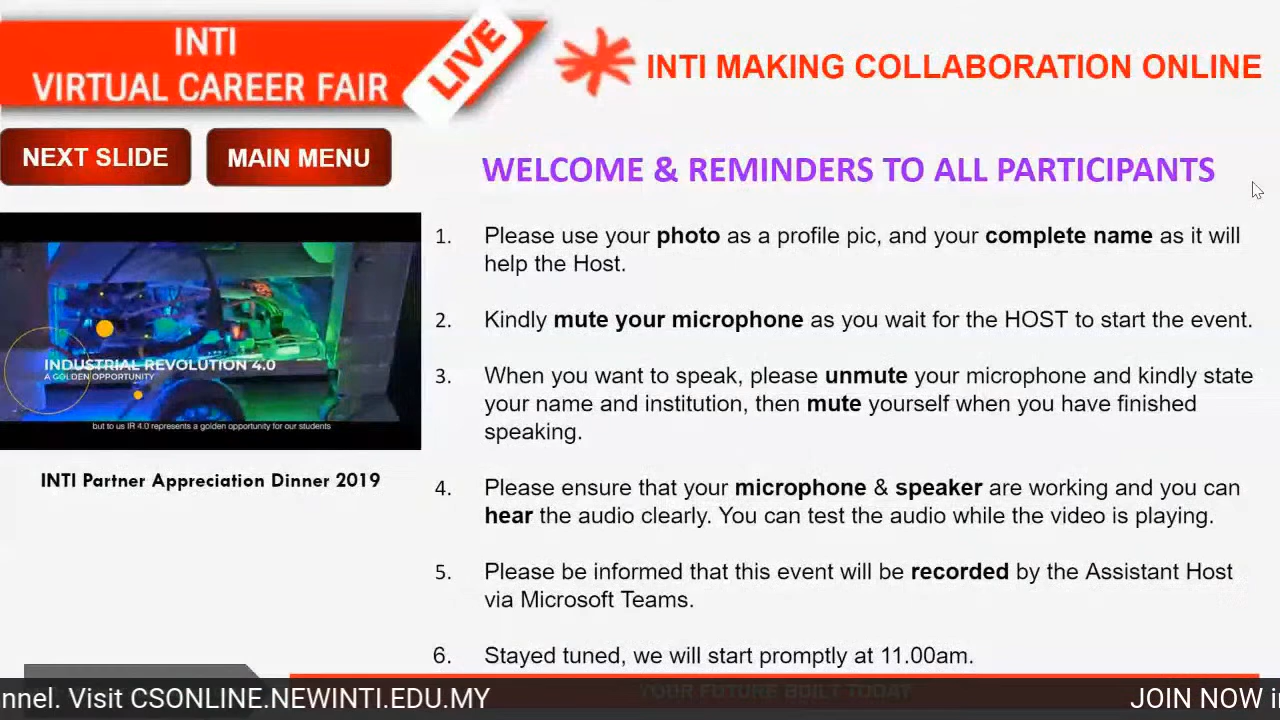 INTI
VIRTUAL CAREER FAIR
LIVE
INTI MAKING COLLABORATION ONLINE
NEXT SLIDE
MAIN MENU
WELCOME & REMINDERS TO ALL PARTICIPANTS
1. Please use your photo as a profile pic, and your complete name as it will
help the Host.
2. Kindly mute your microphone as you wait for the HOST to start the event.
3. When you want to speak, please unmute your microphone and kindly state
your name and institution, then mute yourself when you have finished
speaking.
4. Please ensure that your microphone & speaker are working and you can
hear the audio clearly. You can test the audio while the video is playing.
5. Please be informed that this event will be recorded by the Assistant Host
via Microsoft Teams.
6. Stayed tuned, we will start promptly at 11.00am.
INDUSTRIAL REVOLUTION 4.0
A GOLDEN OPPORTUNITY
but to us IR 4.0 represents a golden opportunity for our students
INTI Partner Appreciation Dinner 2019
YOUR FUTURE BUILT TODAY
nnel. Visit CSONLINE.NEWINTI.EDU.MY
JOIN NOW i